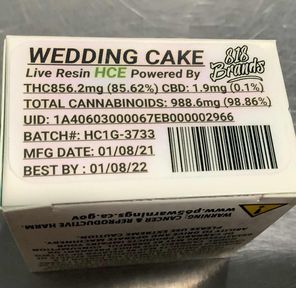 WEDDING CAKE
818 Brands
Live Resin HCE Powered By
THC856.2mg (85.62%) CBD: 1.9mg (0.1%)
TOTAL CANNABINOIDS: 988.6mg (98.86%)
UID: 1A40603000067EB000002966
BATCH#: HC1G-3733
MFG DATE: 01/08/21
BEST BY : 01/08/22
WARNING: CANCER & REPRODUCTIVE HARM.
www.p65warnings.ca.gov